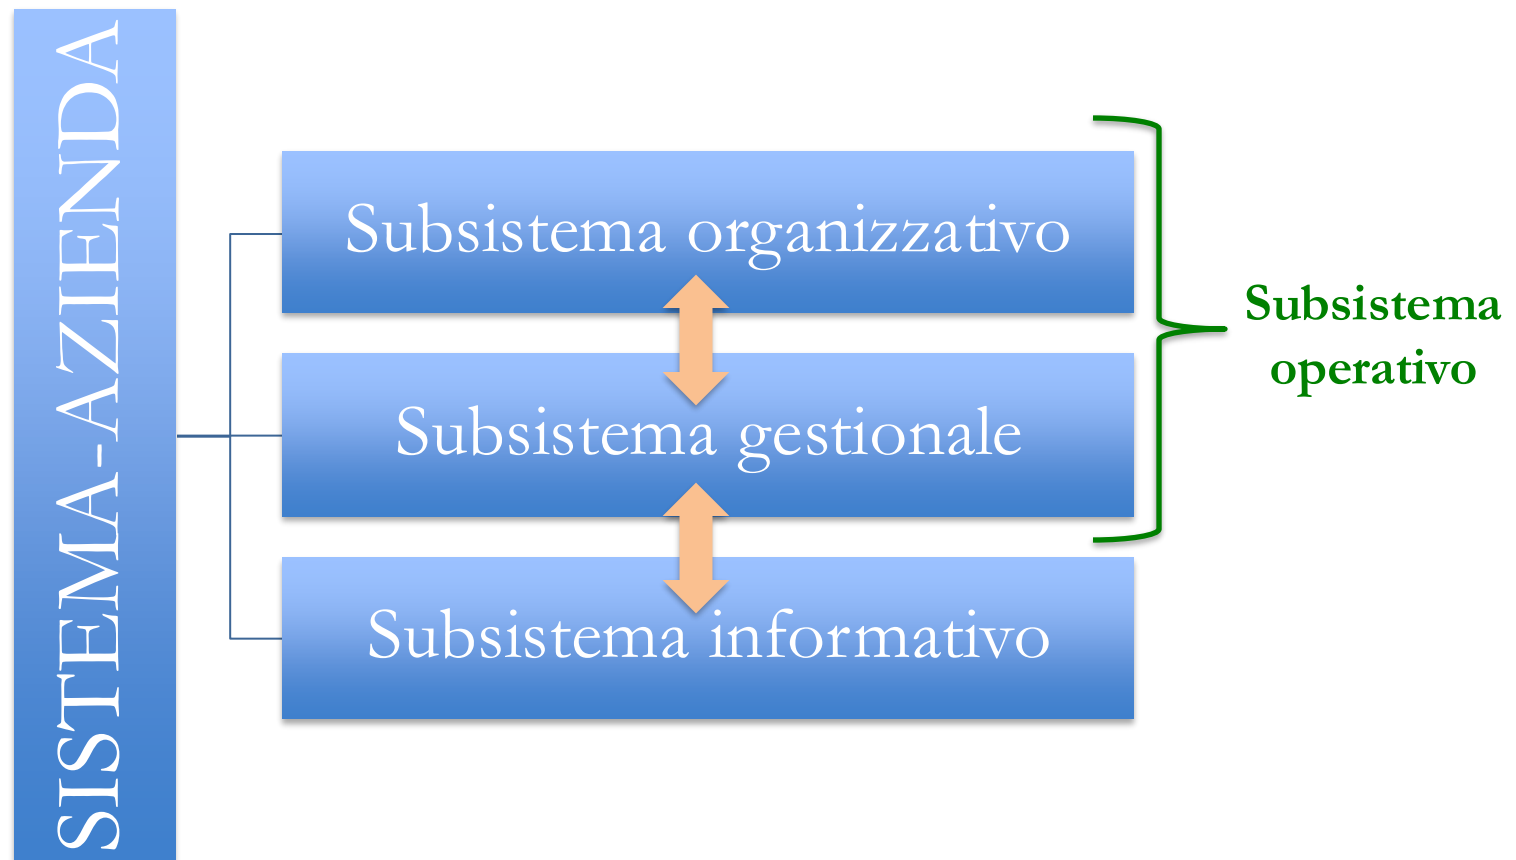 SISTEMA-AZIENDA
Subsistema organizzativo
Subsistema gestionale
Subsistema informativo
Subsistema
operativo